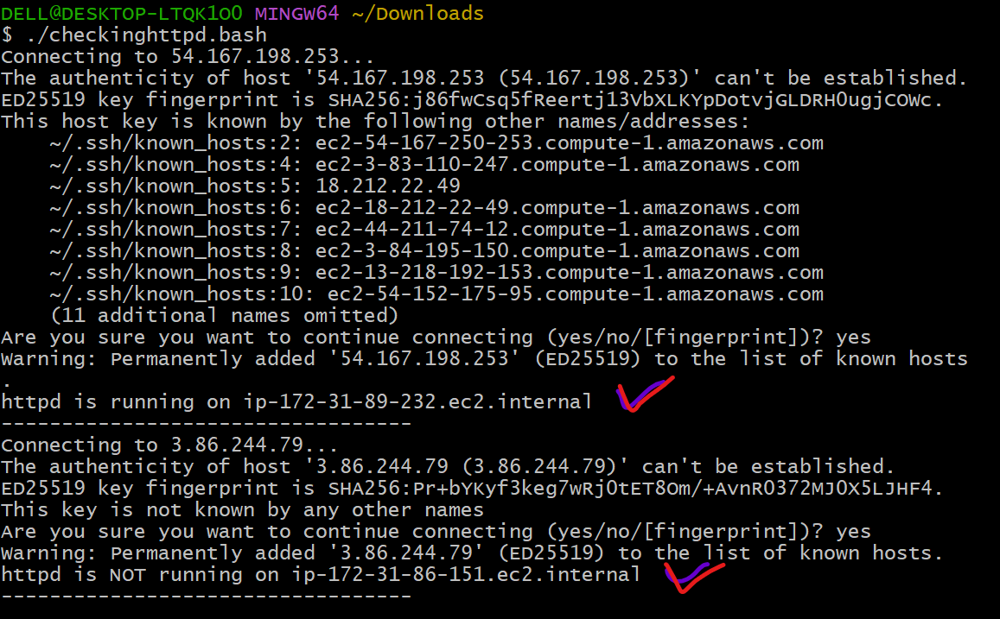 DELL@DESKTOP-LTQK1O0 MINGW64 ~/Downloads
$ ./checkinghttpd.bash
Connecting to 54.167.198.253...
The authenticity of host '54.167.198.253 (54.167.198.253)' can't be established.
ED25519 key fingerprint is SHA256:j86fwCsq5fReertj13VbXLKYpDotvjGLDRH0ugjCOWc.
This host key is known by the following other names/addresses:
    ~/.ssh/known_hosts:2: ec2-54-167-250-253.compute-1.amazonaws.com
    ~/.ssh/known_hosts:4: ec2-3-83-110-247.compute-1.amazonaws.com
    ~/.ssh/known_hosts:5: 18.212.22.49
    ~/.ssh/known_hosts:6: ec2-18-212-22-49.compute-1.amazonaws.com
    ~/.ssh/known_hosts:7: ec2-44-211-74-12.compute-1.amazonaws.com
    ~/.ssh/known_hosts:8: ec2-3-84-195-150.compute-1.amazonaws.com
    ~/.ssh/known_hosts:9: ec2-13-218-192-153.compute-1.amazonaws.com
    ~/.ssh/known_hosts:10: ec2-54-152-175-95.compute-1.amazonaws.com
    (11 additional names omitted)
Are you sure you want to continue connecting (yes/no/[fingerprint])? yes
Warning: Permanently added '54.167.198.253' (ED25519) to the list of known hosts
.
httpd is running on ip-172-31-89-232.ec2.internal
----------------------------------
Connecting to 3.86.244.79...
The authenticity of host '3.86.244.79 (3.86.244.79)' can't be established.
ED25519 key fingerprint is SHA256:Pr+bYKyf3keg7wRj0tET8Om/+AvnR0372MJ0X5LJHF4.
This key is not known by any other names
Are you sure you want to continue connecting (yes/no/[fingerprint])? yes
Warning: Permanently added '3.86.244.79' (ED25519) to the list of known hosts.
httpd is NOT running on ip-172-31-86-151.ec2.internal
----------------------------------